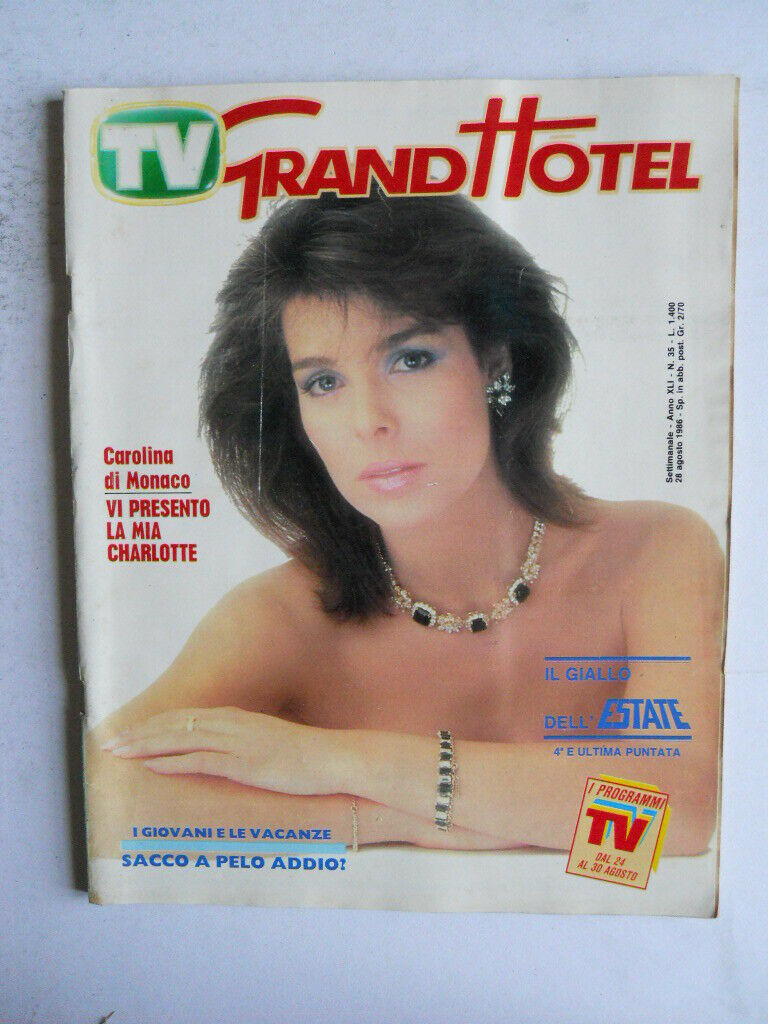 TV GRAND HOTEL
Settimanale - Anno XLI - N. 35 - L. 1.400
28 agosto 1986 - Sp. in abb. post. Gr. 2/70
Carolina
di Monaco
VI PRESENTO
LA MIA
CHARLOTTE
IL GIALLO
DELL'ESTATE
4ª E ULTIMA PUNTATA
I PROGRAMMI
TV
DAL 24
AL 30 AGOSTO
I GIOVANI E LE VACANZE
SACCO A PELO ADDIO?